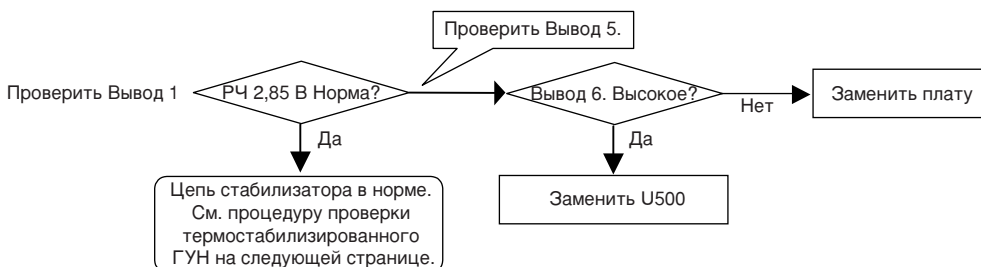 Проверить Вывод 5.
Проверить Вывод 1
РЧ 2,85 В Норма?
Вывод 6. Высокое?
Нет
Заменить плату
Да
Да
Цепь стабилизатора в норме.
См. процедуру проверки
термостабилизированного
ГУН на следующей странице.
Заменить U500